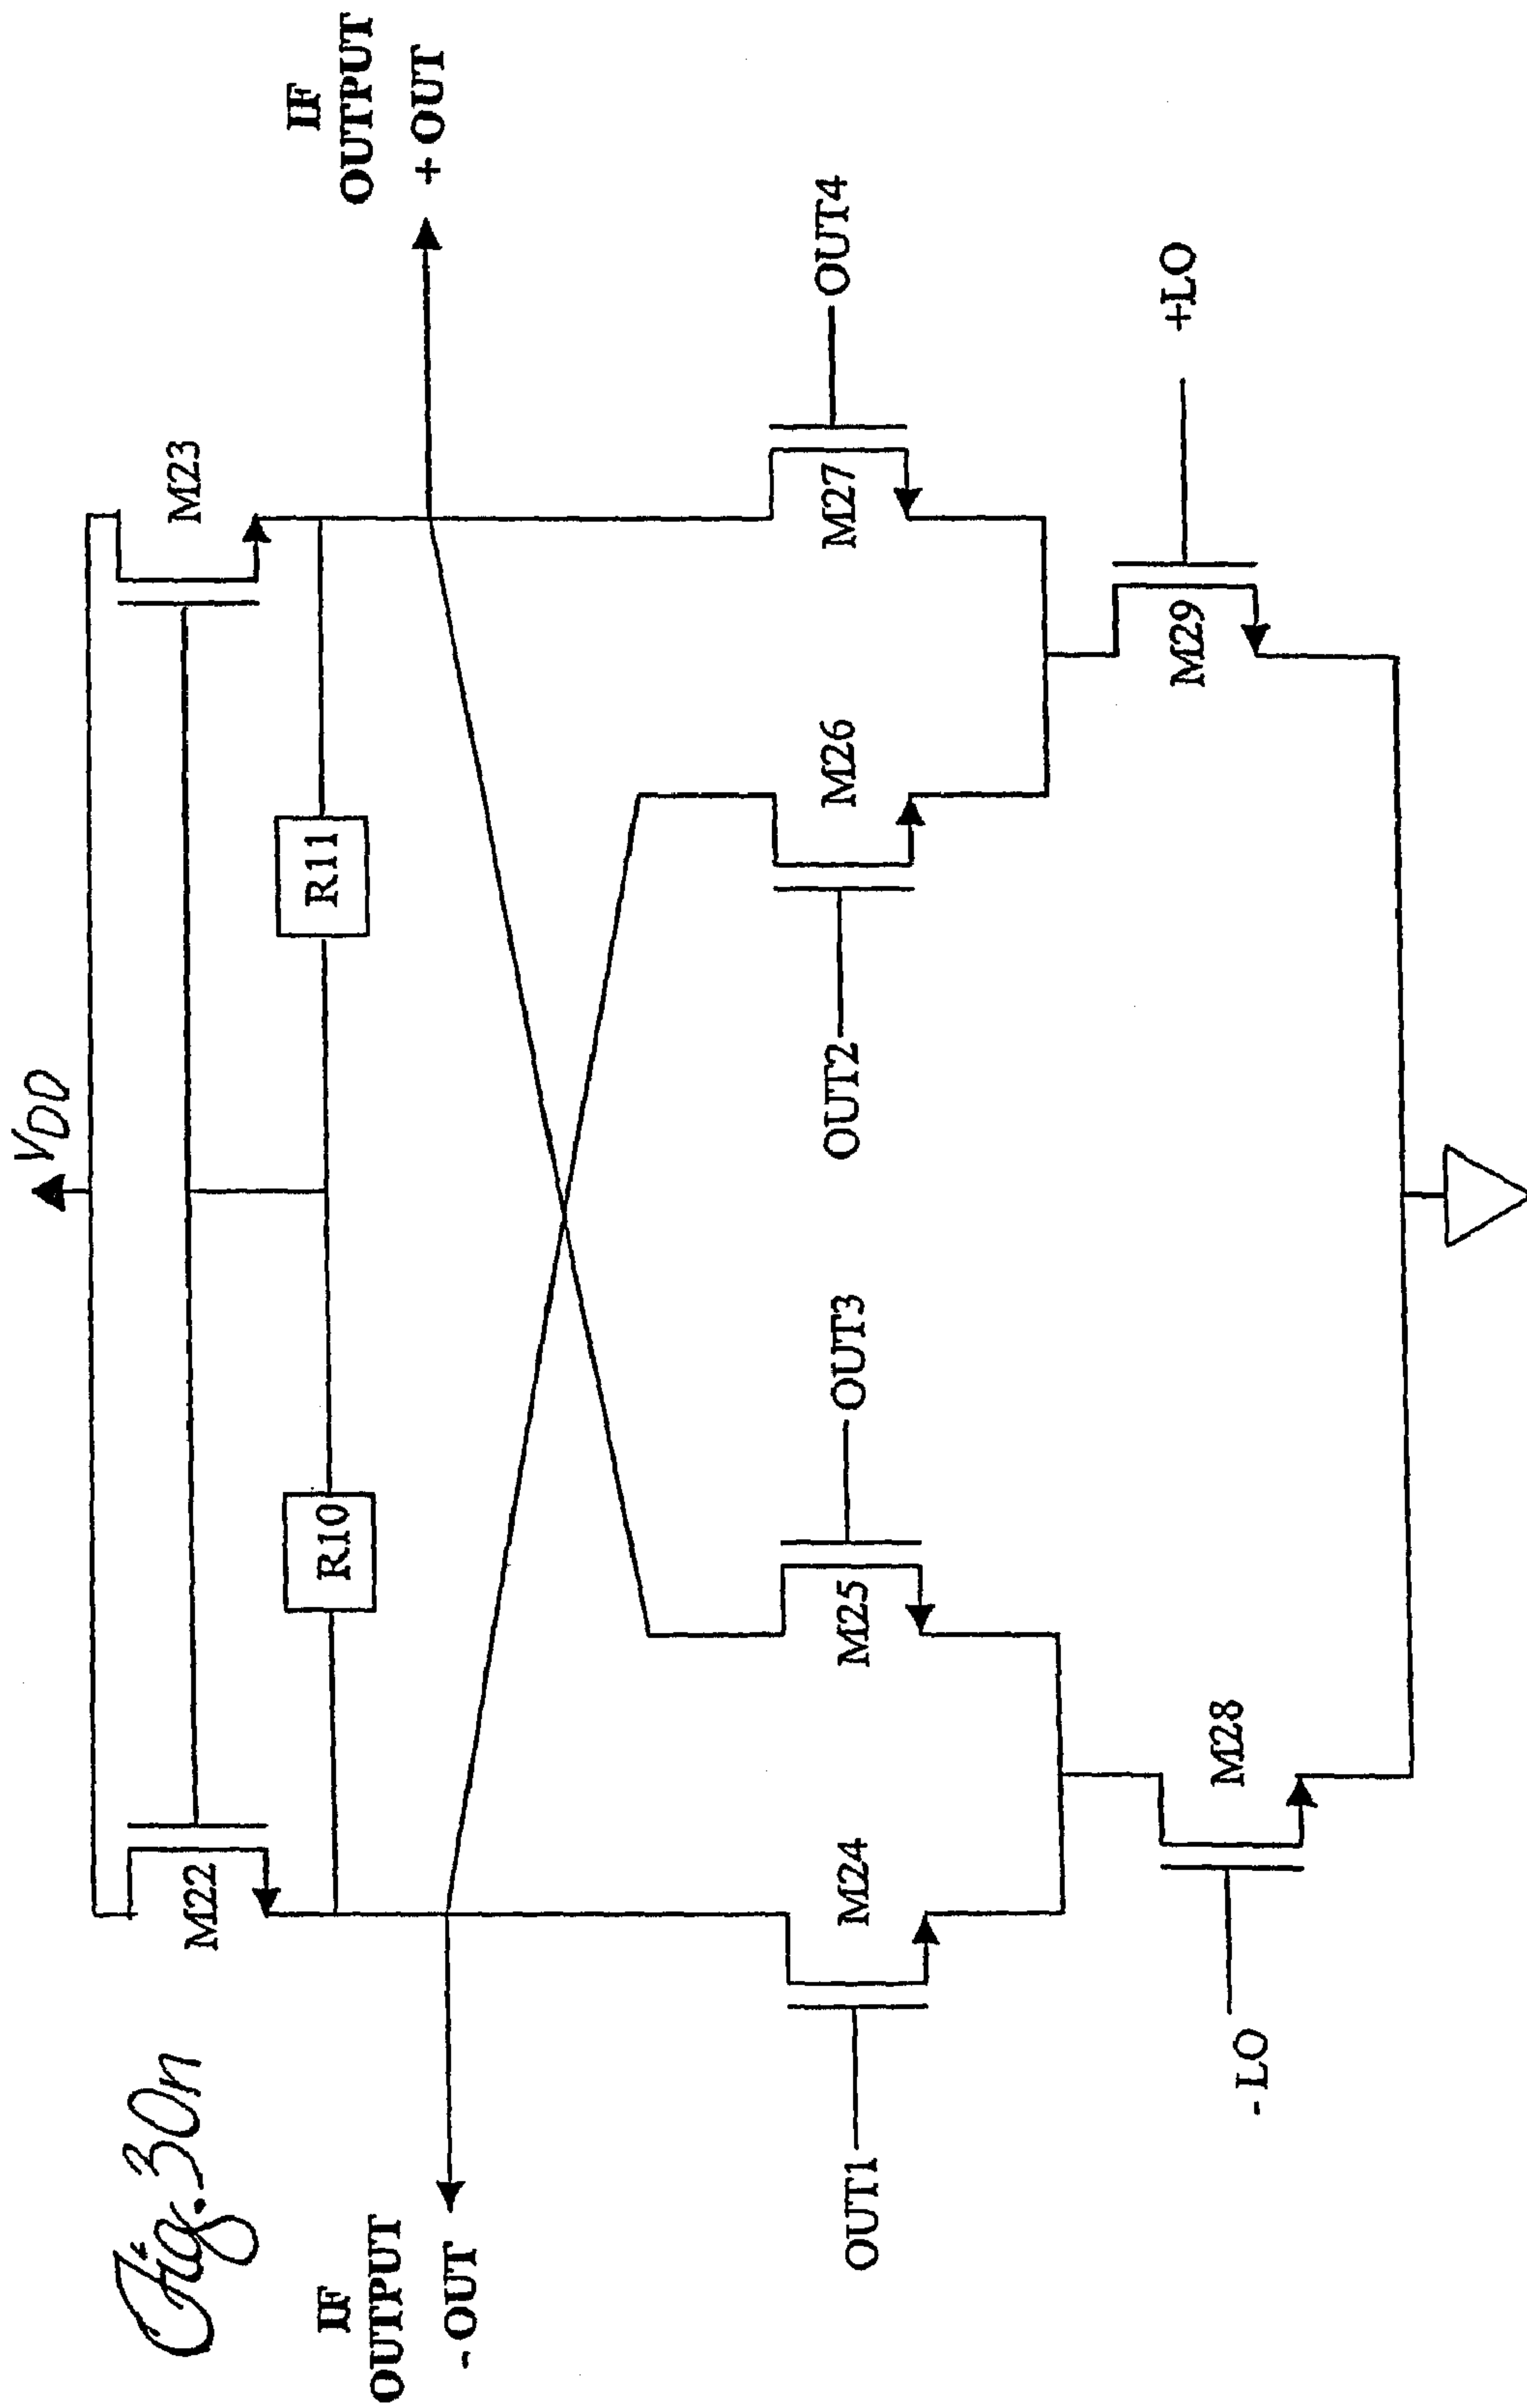 Fig. 30n
VDD
M22
M23
R10
R11
IF
OUTPUT
- OUT
IF
OUTPUT
+ OUT
OUT1
M24
M25
OUT3
OUT2
M26
M27
OUT4
- LO
M28
M29
+LO